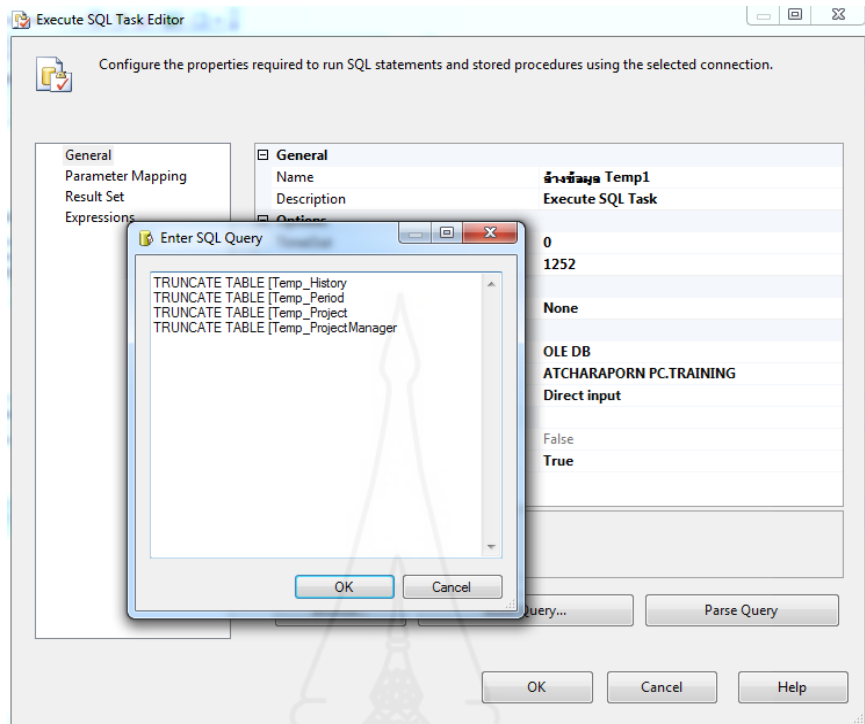 Execute SQL Task Editor
Configure the properties required to run SQL statements and stored procedures using the selected connection.
General
Parameter Mapping
Result Set
Expressions
General
Name ล้างข้อมูล Temp1
Description Execute SQL Task
Options
TimeOut 0
1252
None
OLE DB
ATCHARAPORN PC.TRAINING
Direct input
False
True
Enter SQL Query
TRUNCATE TABLE [Temp_History
TRUNCATE TABLE [Temp_Period
TRUNCATE TABLE [Temp_Project
TRUNCATE TABLE [Temp_ProjectManager
OK Cancel
Query... Parse Query
OK Cancel Help